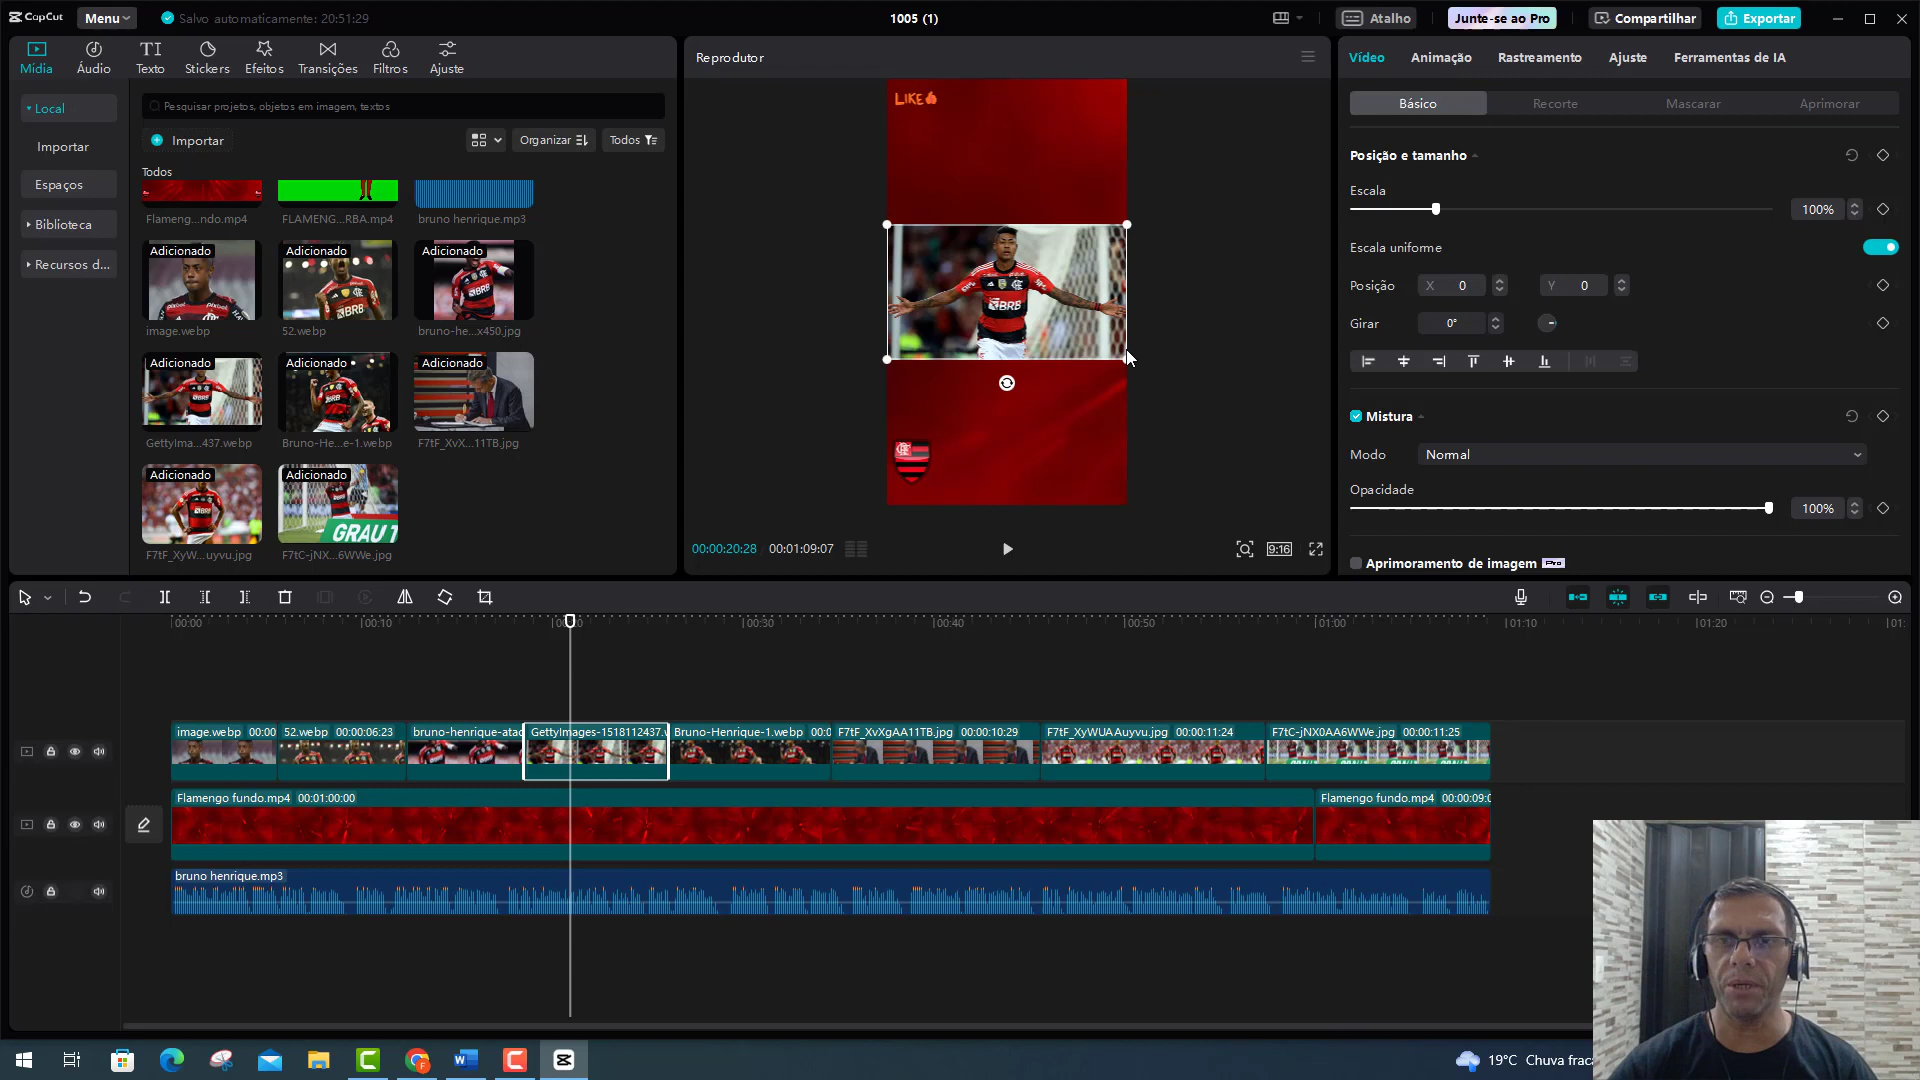 CapCut
Menu
Salvo automaticamente: 20:51:29
1005 (1)
Atalho
Junte-se ao Pro
Compartilhar
Exportar
Mídia
Áudio
TI
Texto
Stickers
Efeitos
Transições
Filtros
Ajuste
Local
Importar
Espaços
Biblioteca
Recursos d...
Pesquisar projetos, objetos em imagem, textos
Importar
Organizar
Todos
Todos
Flameng...ndo.mp4
FLAMENG...RBA.mp4
bruno henrique.mp3
Adicionado
Adicionado
Adicionado
image.webp
52.webp
bruno-he...x450.jpg
Adicionado
Adicionado
Adicionado
GettyIma...437.webp
Bruno-He...e-1.webp
F7tF_XvX...11TB.jpg
Adicionado
Adicionado
GRAU T
F7tF_XyW...uyvu.jpg
F7tC-jNX...6WWe.jpg
Reprodutor
LIKE
BRB
00:00:20:28
00:01:09:07
9:16
Vídeo
Animação
Rastreamento
Ajuste
Ferramentas de IA
Básico
Recorte
Mascarar
Aprimorar
Posição e tamanho
Escala
100%
Escala uniforme
Posição
X 0
Y 0
Girar
0°
Mistura
Modo
Normal
Opacidade
100%
Aprimoramento de imagem
Pro
00:00
00:10
00:30
00:40
00:50
01:00
01:10
01:20
01:
image.webp 00:00
52.webp 00:00:06:23
bruno-henrique-atac
GettyImages-1518112437.w
Bruno-Henrique-1.webp 00:0
F7tF_XvXgAA11TB.jpg 00:00:10:29
F7tF_XyWUAAuyvu.jpg 00:00:11:24
F7tC-jNX0AA6WWe.jpg 00:00:11:25
Flamengo fundo.mp4 00:01:00:00
Flamengo fundo.mp4 00:00:09:0
bruno henrique.mp3
19°C Chuva frac